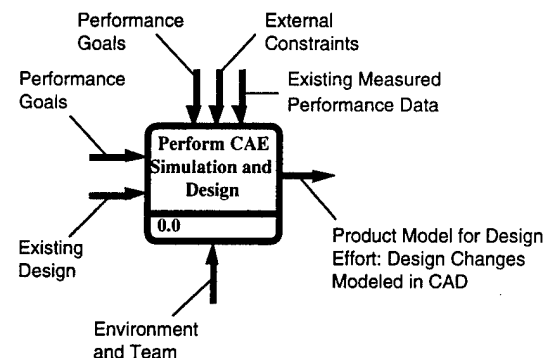 Performance
Goals
External
Constraints
Performance
Goals
Existing Measured
Performance Data
Perform CAE
Simulation and
Design
0.0
Existing
Design
Product Model for Design
Effort: Design Changes
Modeled in CAD
Environment
and Team